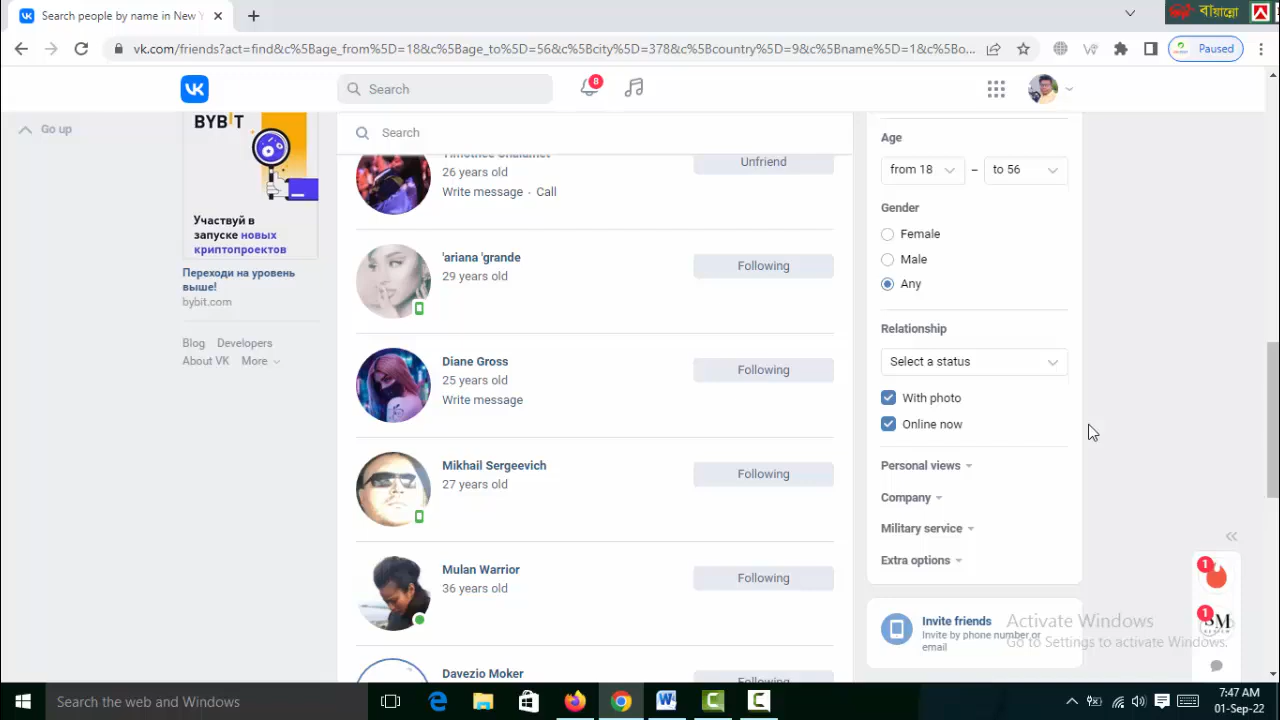 Search people by name in New Y
বায়ান্নো
vk.com/friends?act=find&c%5Bage_from%5D=18&c%5Bage_to%5D=56&c%5Bcity%5D=378&c%5Bcountry%5D=9&c%5Bname%5D=1&c%5Bo...
Paused
Search
8
Go up
Search
BYBIT
Участвуй в
запуске новых
криптопроектов
Переходи на уровень
выше!
bybit.com
Blog Developers
About VK More
Timothée Chalamet
26 years old
Write message · Call
Unfriend
'ariana 'grande
29 years old
Following
Diane Gross
25 years old
Write message
Following
Mikhail Sergeevich
27 years old
Following
Mulan Warrior
36 years old
Following
Davezio Moker
Following
Age
from 18 – to 56
Gender
Female
Male
Any
Relationship
Select a status
With photo
Online now
Personal views
Company
Military service
Extra options
Invite friends
Invite by phone number or
email
1
1
SM
Activate Windows
Go to Settings to activate Windows.
Search the web and Windows
7:47 AM
01-Sep-22